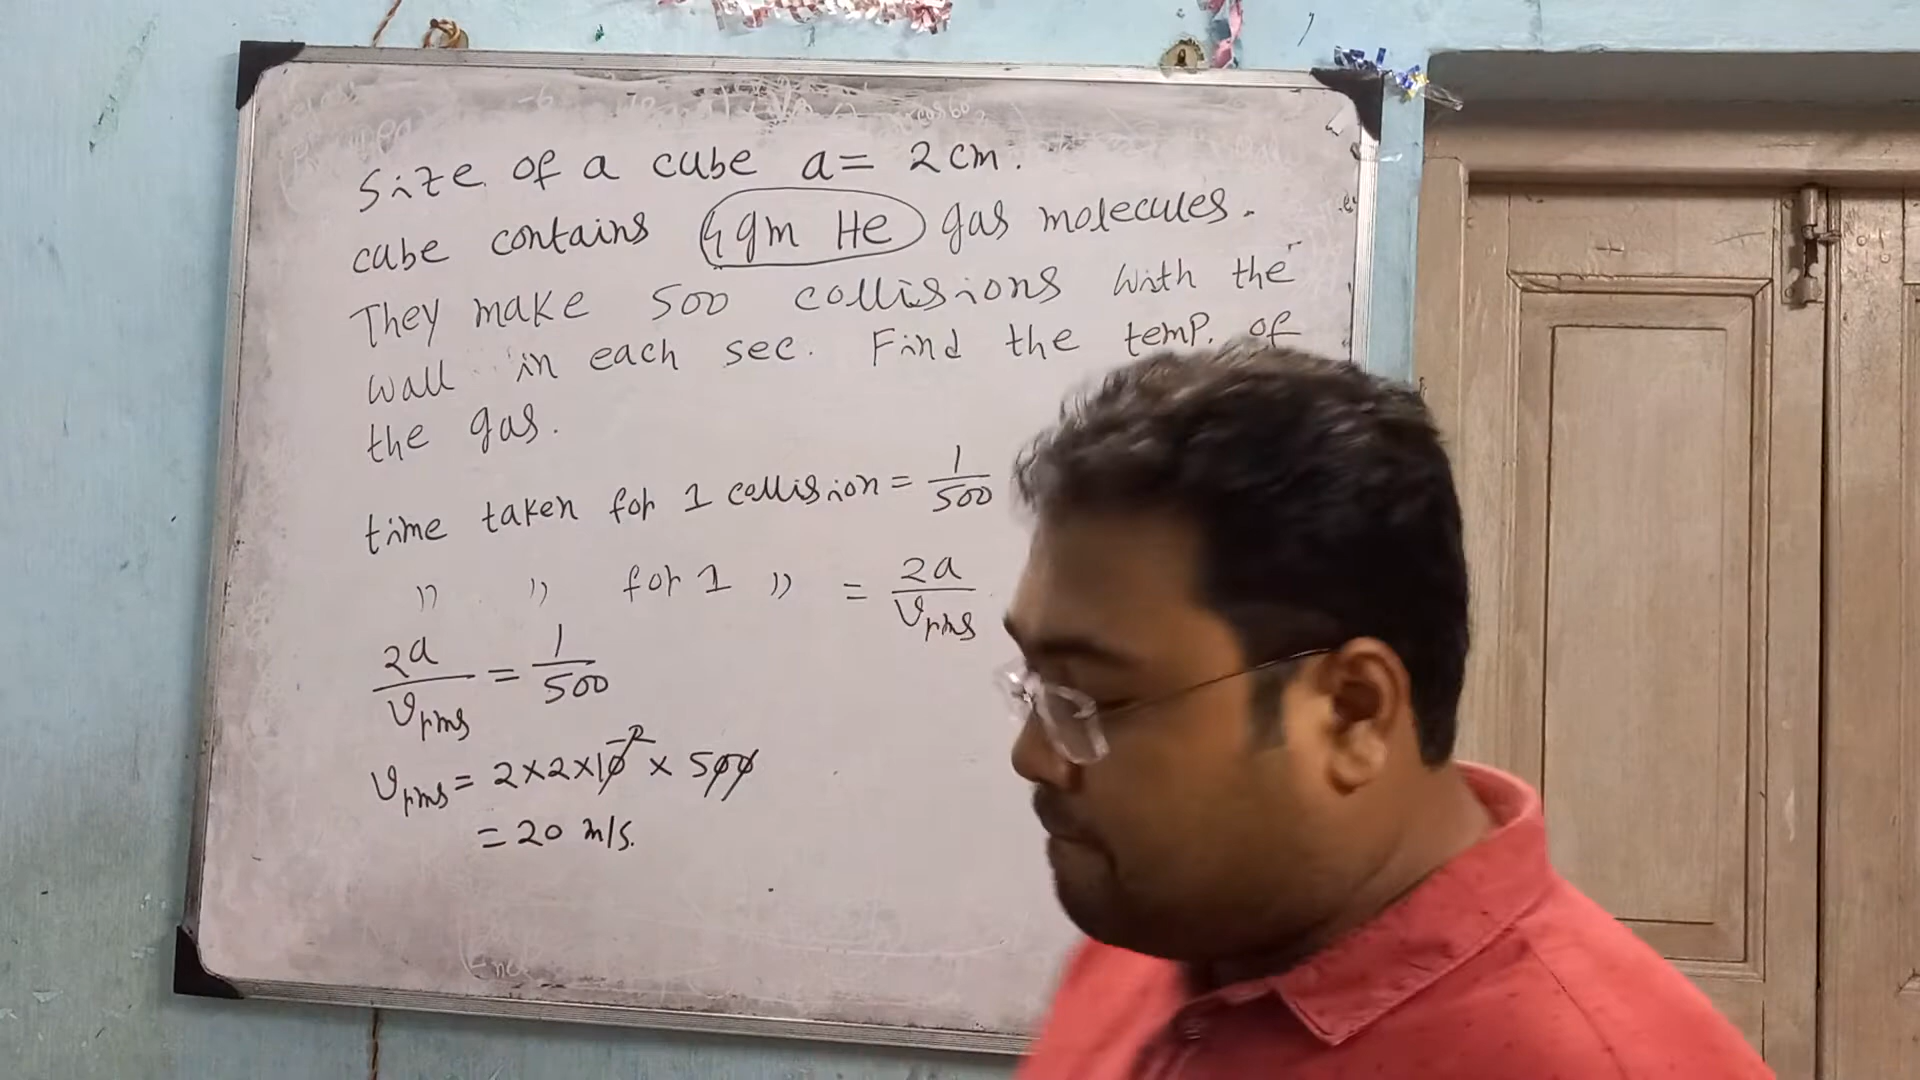 Size of a cube a = 2 cm.
cube contains 4gm He gas molecules.
They make 500 collisions with the
wall in each sec. Find the temp. of
the gas.
time taken for 1 collision = 1/500
" " for 1 " = 2a/vrms
2a/vrms = 1/500
vrms = 2×2×10^-2 × 500
= 20 m/s.